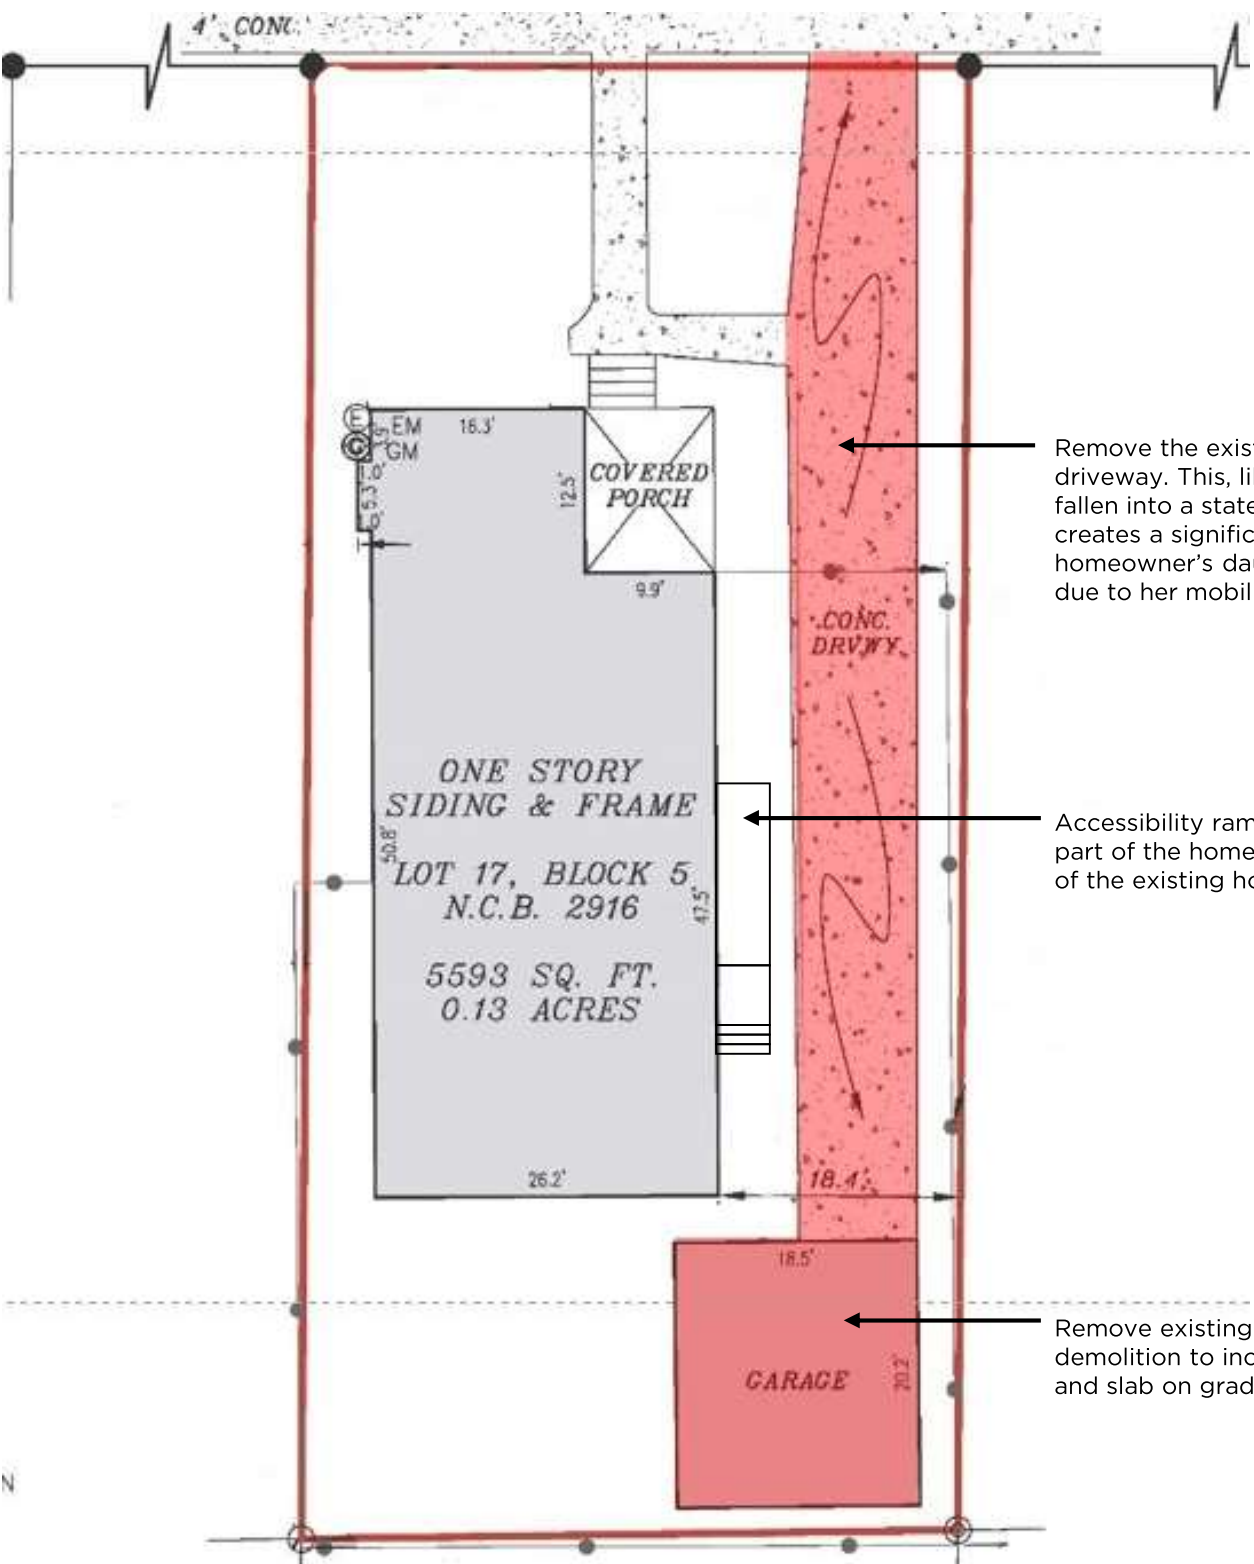 4' CONC.
E EM
G GM
16.3'
1.0'
5.3'
12.5'
COVERED
PORCH
9.9'
Remove the exist
driveway. This, li
fallen into a state
creates a signific
homeowner's dau
due to her mobil
CONC.
DRVWY.
ONE STORY
SIDING & FRAME
50.8'
LOT 17, BLOCK 5
N.C.B. 2916
47.5'
5593 SQ. FT.
0.13 ACRES
Accessibility ram
part of the home
of the existing ho
26.2'
18.4'
18.5'
GARAGE
20.2'
Remove existing
demolition to inc
and slab on grad
N